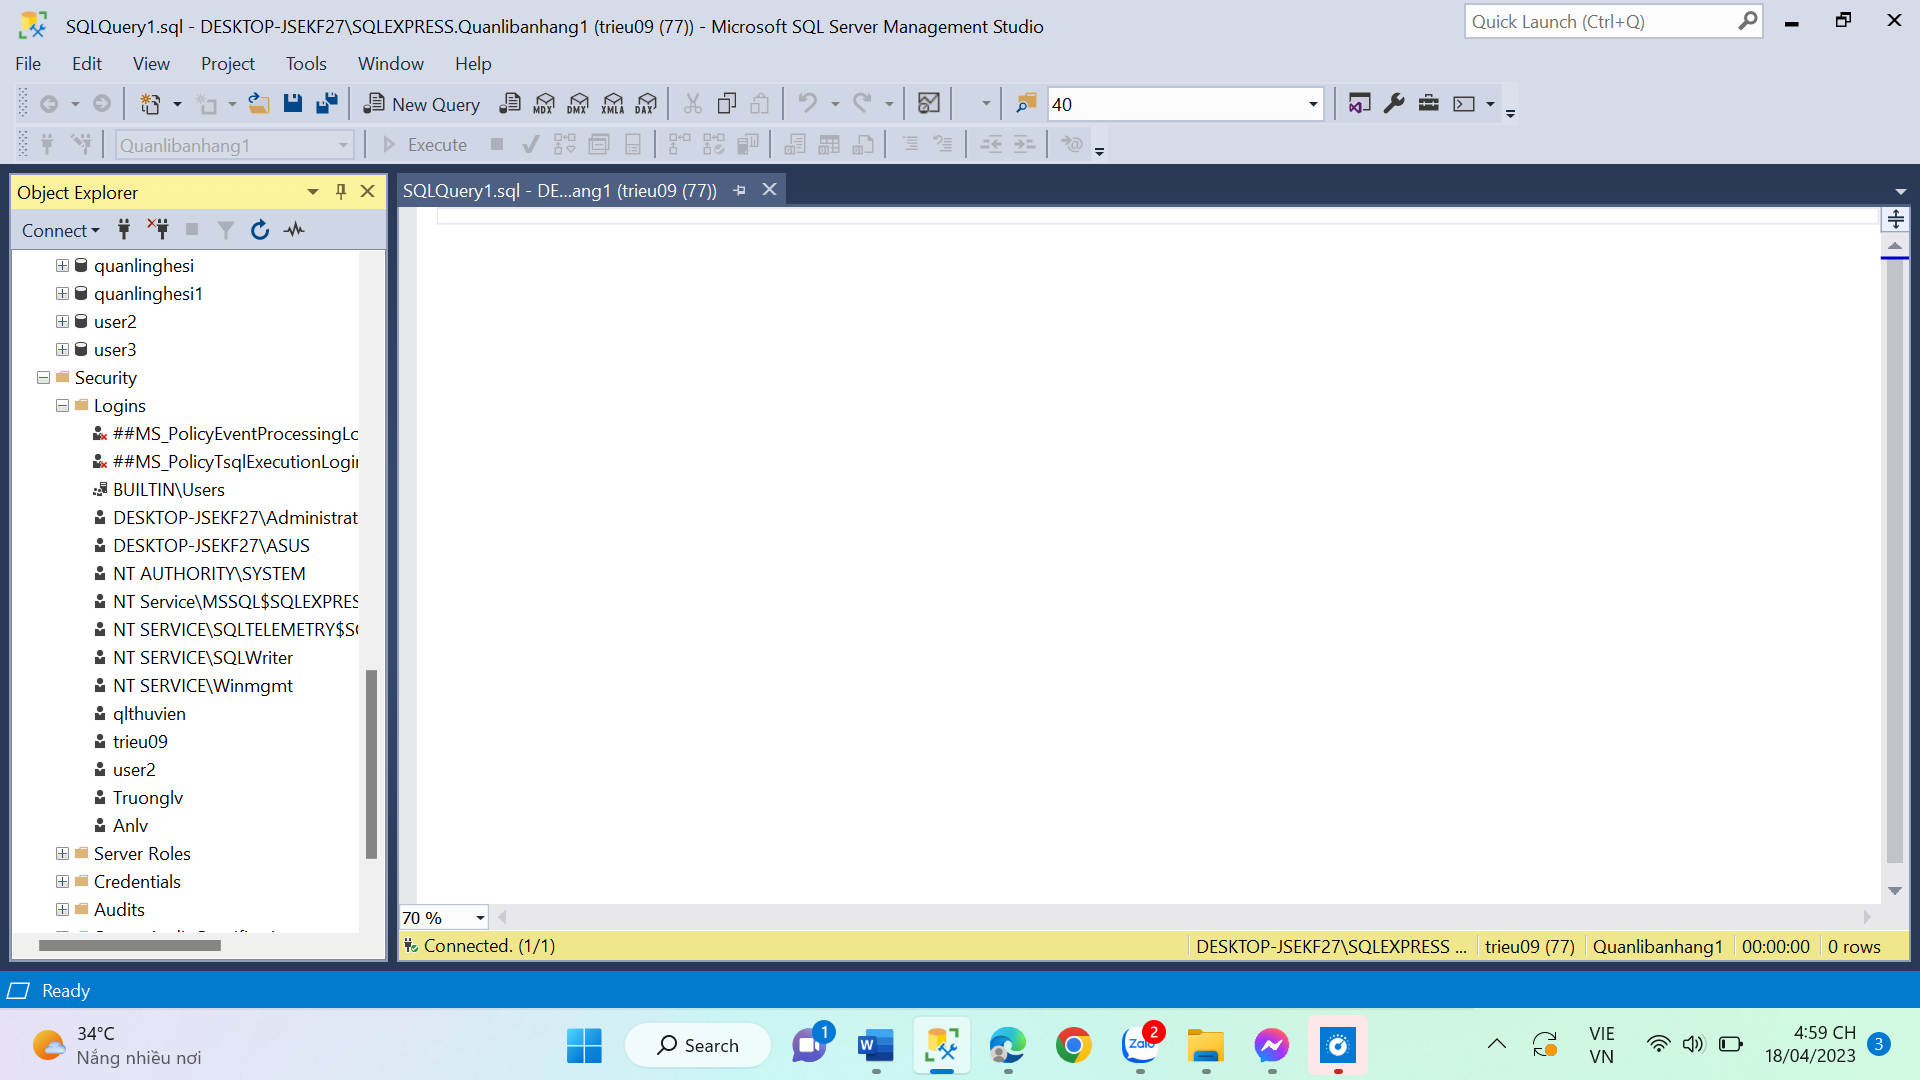 SQLQuery1.sql - DESKTOP-JSEKF27\SQLEXPRESS.Quanlibanhang1 (trieu09 (77)) - Microsoft SQL Server Management Studio
Quick Launch (Ctrl+Q)
File Edit View Project Tools Window Help
New Query MDX DMX XMLA DAX 40
Quanlibanhang1 Execute
Object Explorer
SQLQuery1.sql - DE...ang1 (trieu09 (77))
Connect
quanlinghesi
quanlinghesi1
user2
user3
Security
Logins
##MS_PolicyEventProcessingLo
##MS_PolicyTsqlExecutionLogin
BUILTIN\Users
DESKTOP-JSEKF27\Administrat
DESKTOP-JSEKF27\ASUS
NT AUTHORITY\SYSTEM
NT Service\MSSQL$SQLEXPRES
NT SERVICE\SQLTELEMETRY$S
NT SERVICE\SQLWriter
NT SERVICE\Winmgmt
qlthuvien
trieu09
user2
Truonglv
Anlv
Server Roles
Credentials
Audits
70 %
Connected. (1/1) DESKTOP-JSEKF27\SQLEXPRESS ... trieu09 (77) Quanlibanhang1 00:00:00 0 rows
Ready
34°C
Nắng nhiều nơi
Search
1
W
Zalo
2
VIE
VN
4:59 CH
18/04/2023
3